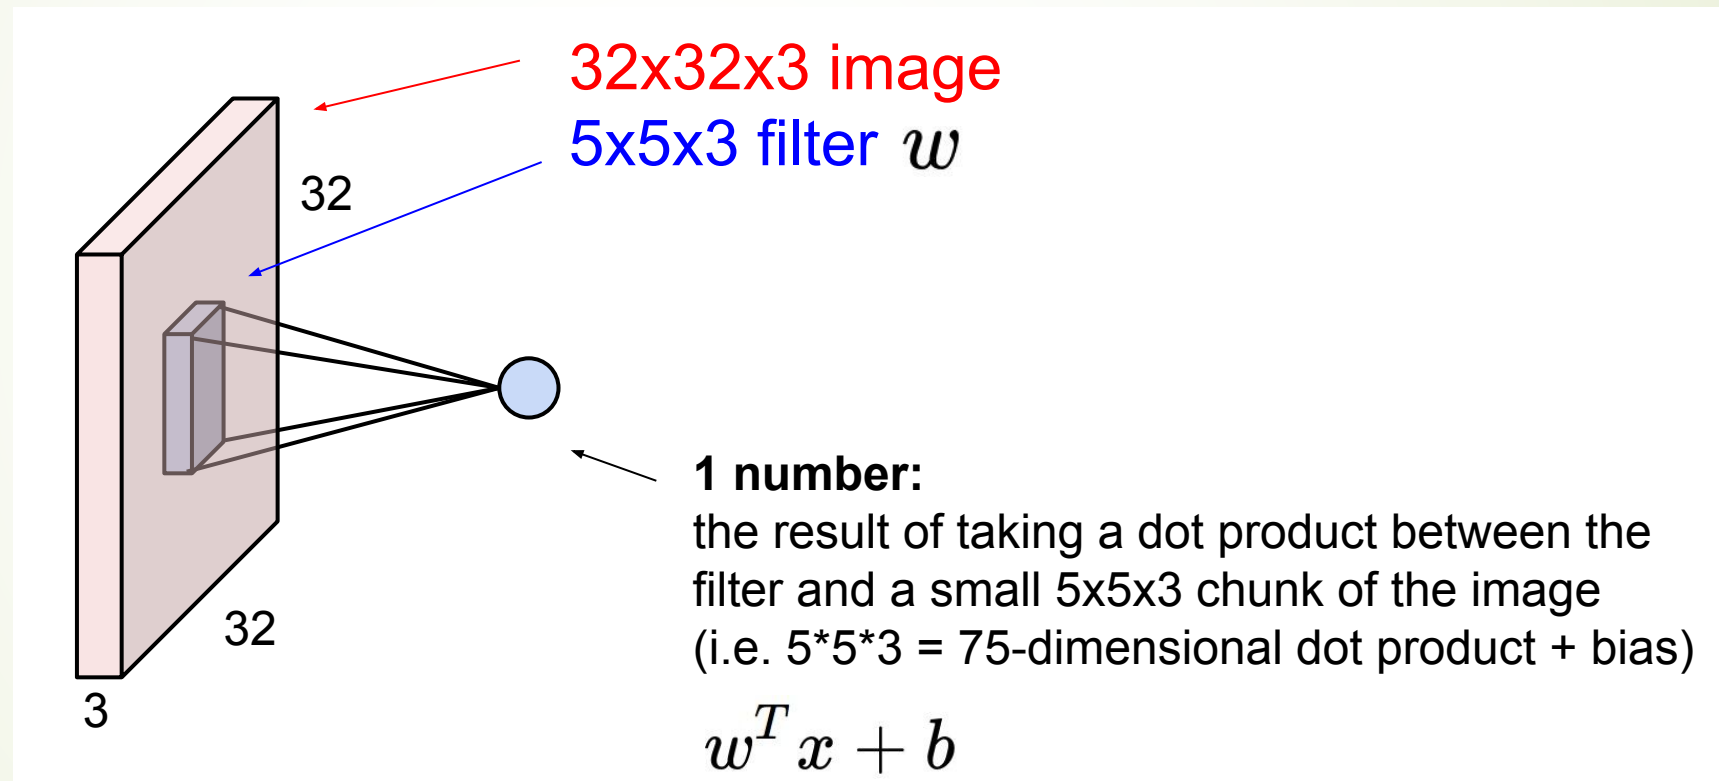 32x32x3 image
5x5x3 filter w
32
32
3
1 number:
the result of taking a dot product between the
filter and a small 5x5x3 chunk of the image
(i.e. 5*5*3 = 75-dimensional dot product + bias)
w^T x + b